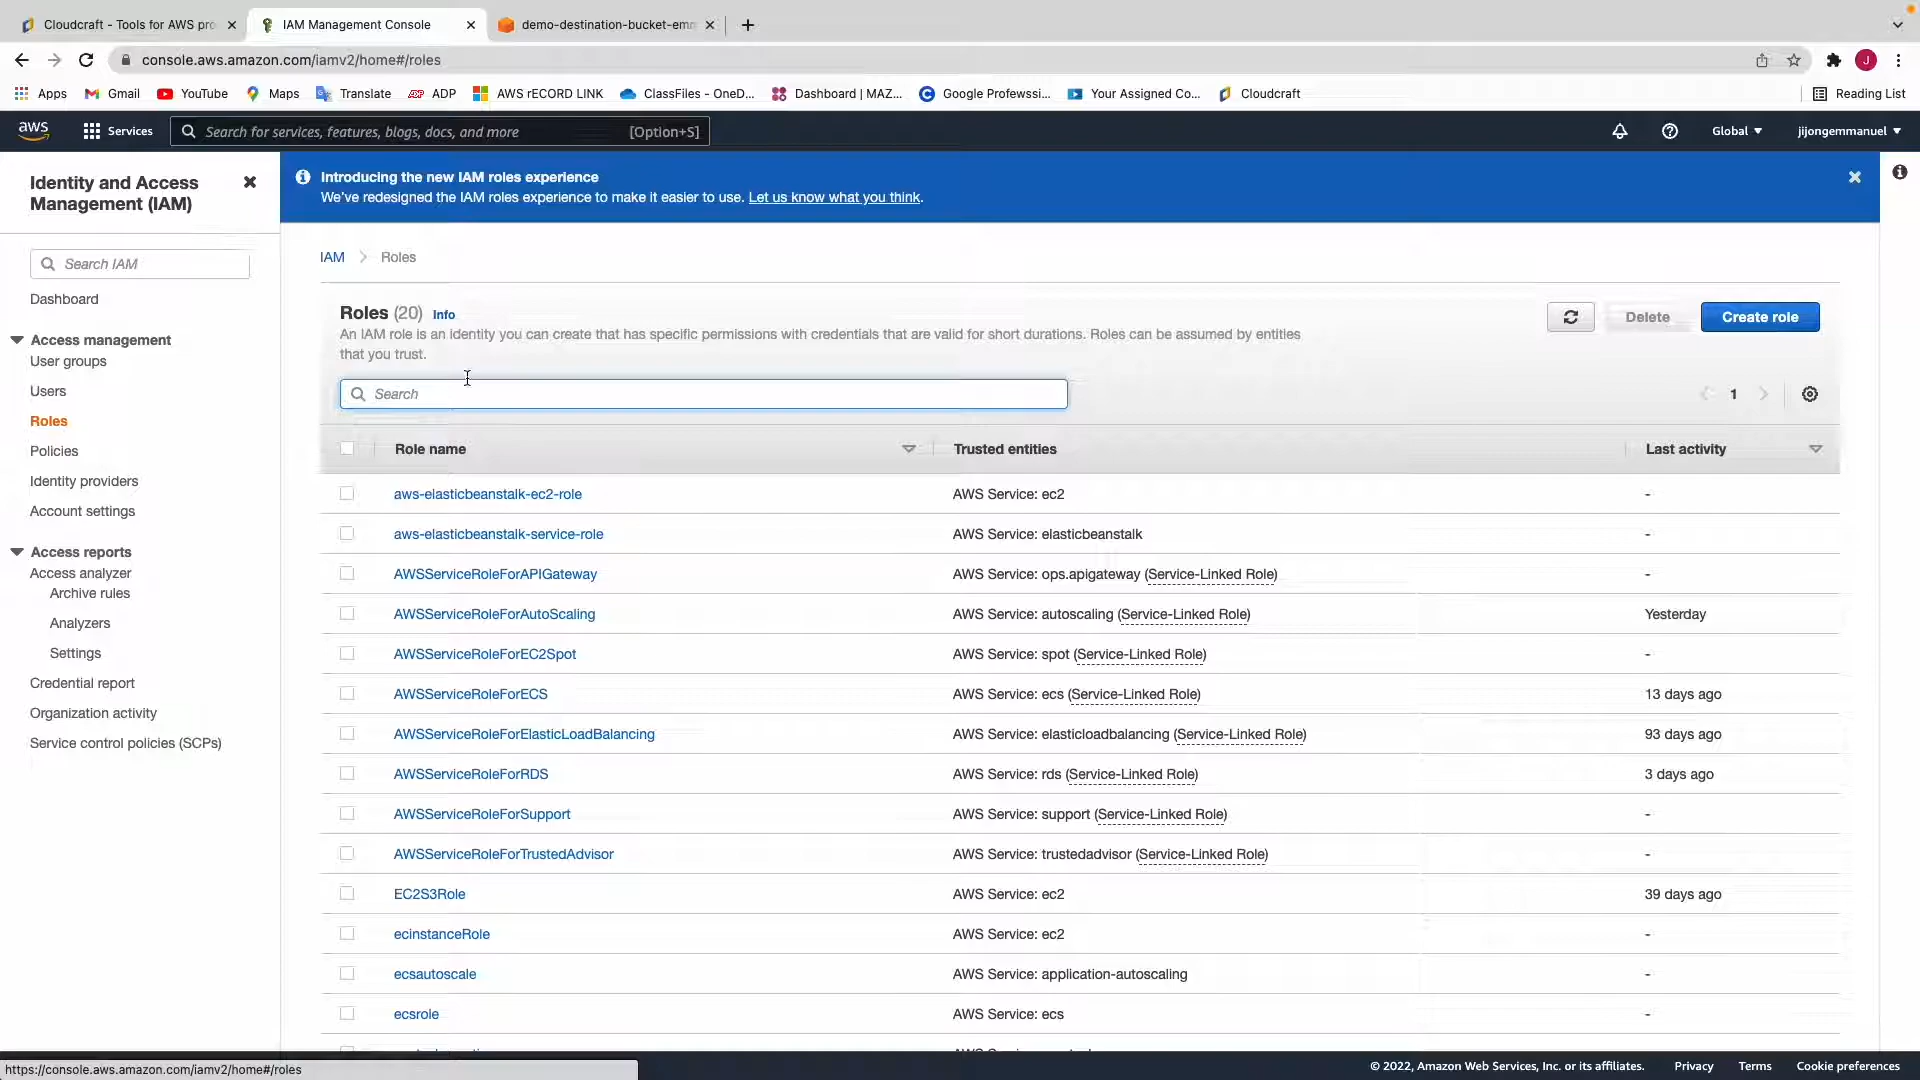 Cloudcraft - Tools for AWS pro
IAM Management Console
demo-destination-bucket-emm
console.aws.amazon.com/iamv2/home#/roles
J
Apps
Gmail
YouTube
Maps
Translate
ADP
AWS rECORD LINK
ClassFiles - OneD...
Dashboard | MAZ...
Google Profewssi...
Your Assigned Co...
Cloudcraft
Reading List
aws
Services
Search for services, features, blogs, docs, and more
[Option+S]
Global
jijongemmanuel
Identity and Access
Management (IAM)
Search IAM
Dashboard
Access management
User groups
Users
Roles
Policies
Identity providers
Account settings
Access reports
Access analyzer
Archive rules
Analyzers
Settings
Credential report
Organization activity
Service control policies (SCPs)
Introducing the new IAM roles experience
We've redesigned the IAM roles experience to make it easier to use. Let us know what you think.
IAM > Roles
Roles (20) Info
An IAM role is an identity you can create that has specific permissions with credentials that are valid for short durations. Roles can be assumed by entities
that you trust.
Delete
Create role
Search
1
Role name Trusted entities Last activity
aws-elasticbeanstalk-ec2-role AWS Service: ec2 -
aws-elasticbeanstalk-service-role AWS Service: elasticbeanstalk -
AWSServiceRoleForAPIGateway AWS Service: ops.apigateway (Service-Linked Role) -
AWSServiceRoleForAutoScaling AWS Service: autoscaling (Service-Linked Role) Yesterday
AWSServiceRoleForEC2Spot AWS Service: spot (Service-Linked Role) -
AWSServiceRoleForECS AWS Service: ecs (Service-Linked Role) 13 days ago
AWSServiceRoleForElasticLoadBalancing AWS Service: elasticloadbalancing (Service-Linked Role) 93 days ago
AWSServiceRoleForRDS AWS Service: rds (Service-Linked Role) 3 days ago
AWSServiceRoleForSupport AWS Service: support (Service-Linked Role) -
AWSServiceRoleForTrustedAdvisor AWS Service: trustedadvisor (Service-Linked Role) -
EC2S3Role AWS Service: ec2 39 days ago
ecinstanceRole AWS Service: ec2 -
ecsautoscale AWS Service: application-autoscaling -
ecsrole AWS Service: ecs -
https://console.aws.amazon.com/iamv2/home#/roles
© 2022, Amazon Web Services, Inc. or its affiliates.
Privacy
Terms
Cookie preferences